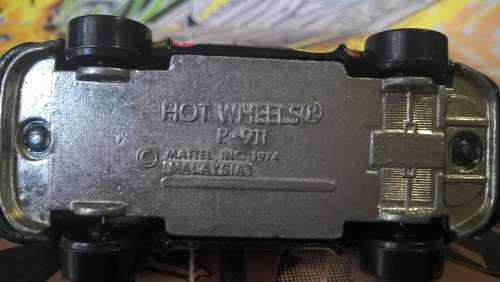 HOT WHEELS®
P-911
© MATTEL, INC. 1974
MALAYSIA